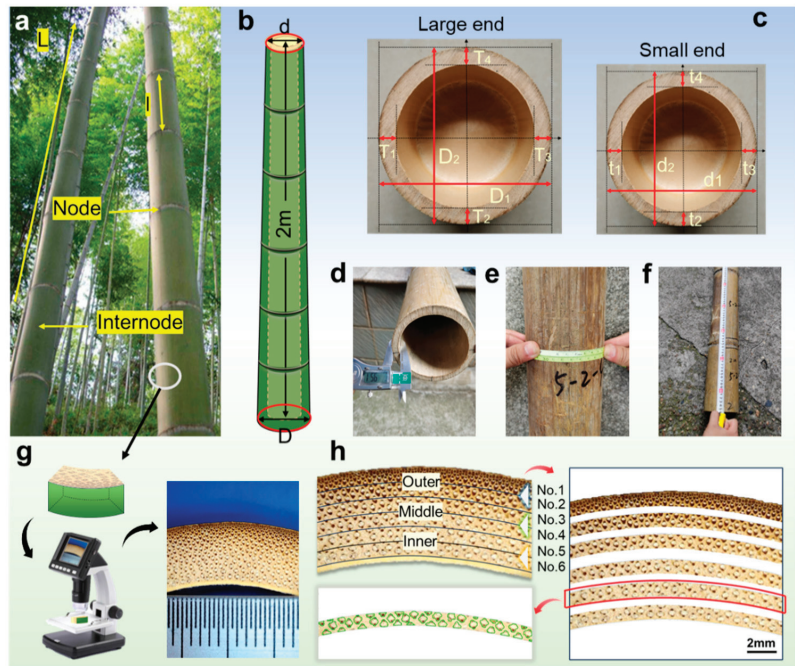 a
L
l
Node
Internode
b
d
2m
D
c
Large end
T4
T1
D2
T3
D1
T2
Small end
t4
t1
d2
t3
d1
t2
d
e
5-2-
f
g
h
Outer
Middle
Inner
No.1
No.2
No.3
No.4
No.5
No.6
2mm